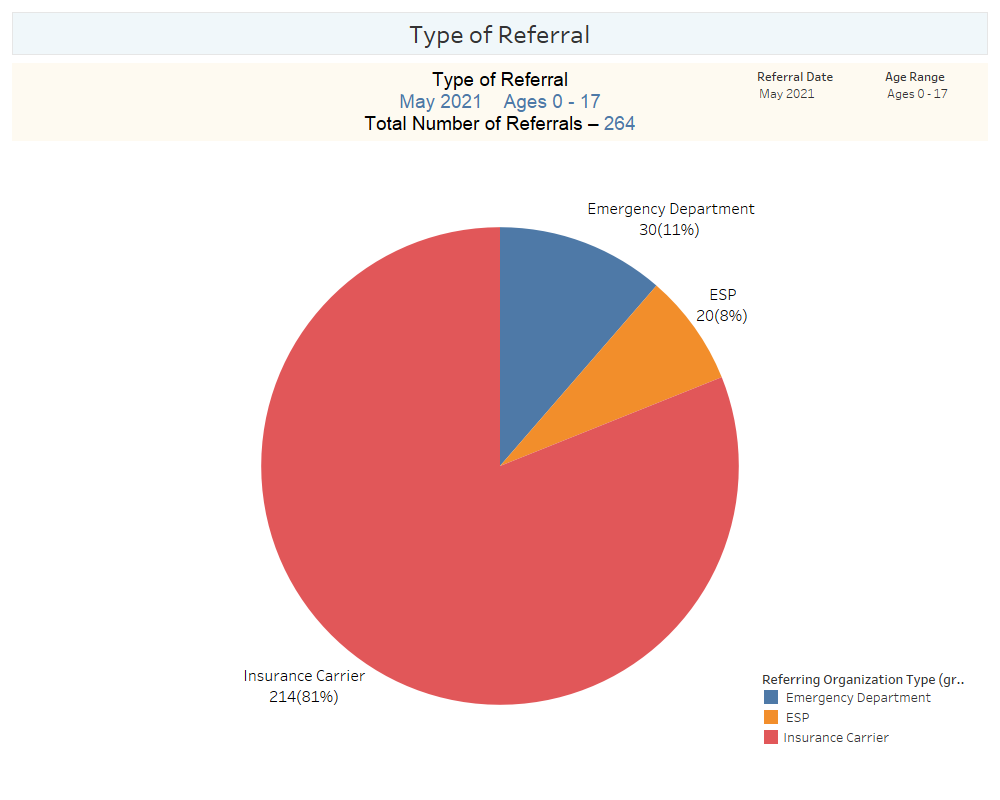 Type of Referral
Type of Referral
May 2021 Ages 0 - 17
Total Number of Referrals – 264
Referral Date
May 2021
Age Range
Ages 0 - 17
Emergency Department
30(11%)
ESP
20(8%)
Insurance Carrier
214(81%)
Referring Organization Type (gr..
Emergency Department
ESP
Insurance Carrier